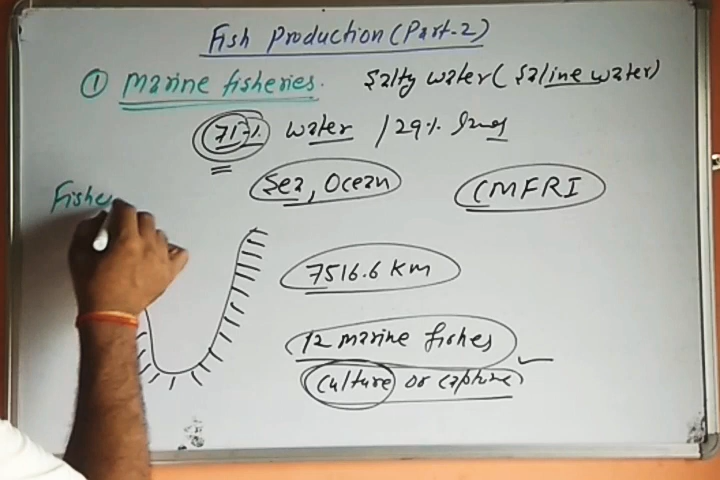 Fish Production (Part-2)
① Marine fisheries. Salty water (Saline water)
71% water / 29% land
Sea, Ocean
CMFRI
Fishe
7516.6 KM
12 marine fishes
culture or capture